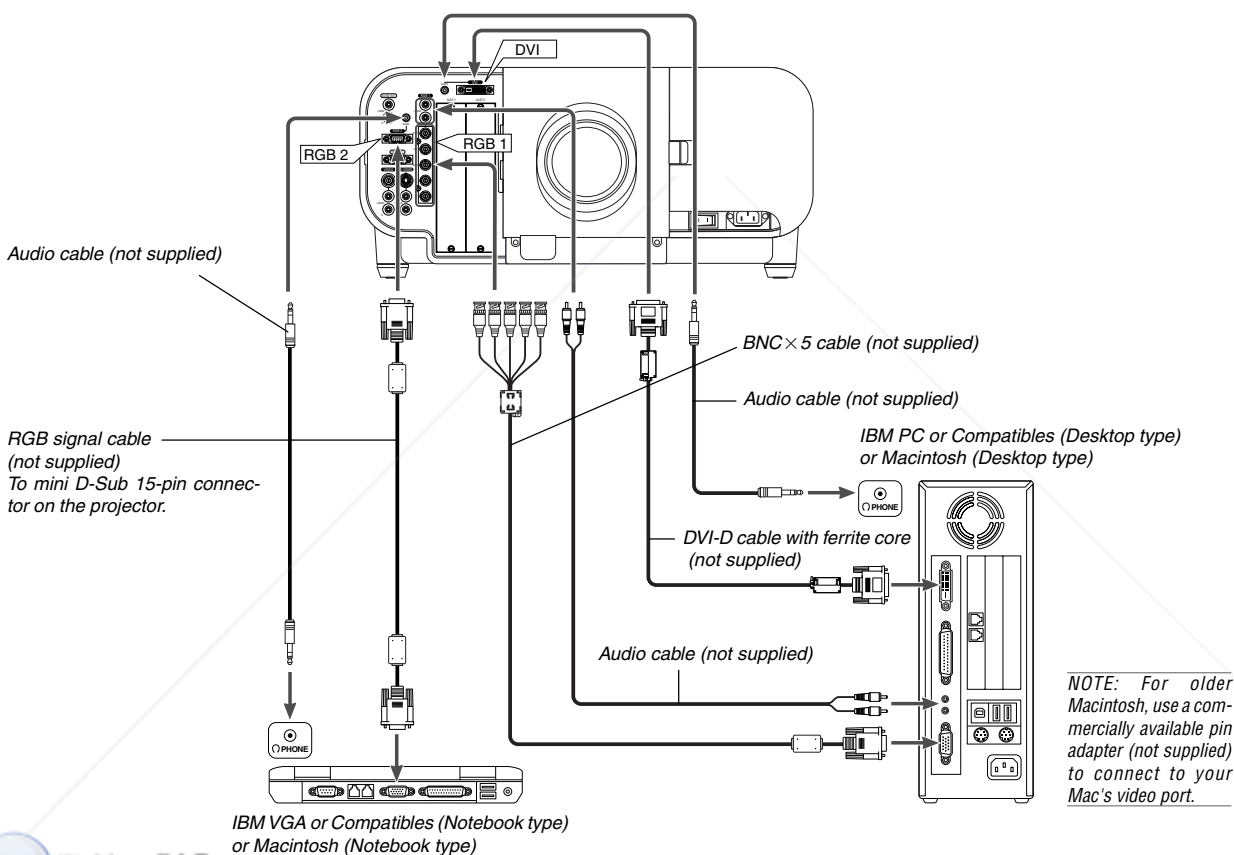 DVI
RGB 2
RGB 1
Audio cable (not supplied)
BNC×5 cable (not supplied)
Audio cable (not supplied)
RGB signal cable
(not supplied)
To mini D-Sub 15-pin connec-
tor on the projector.
IBM PC or Compatibles (Desktop type)
or Macintosh (Desktop type)
PHONE
DVI-D cable with ferrite core
(not supplied)
Audio cable (not supplied)
NOTE: For older
Macintosh, use a com-
mercially available pin
adapter (not supplied)
to connect to your
Mac's video port.
PHONE
IBM VGA or Compatibles (Notebook type)
or Macintosh (Notebook type)